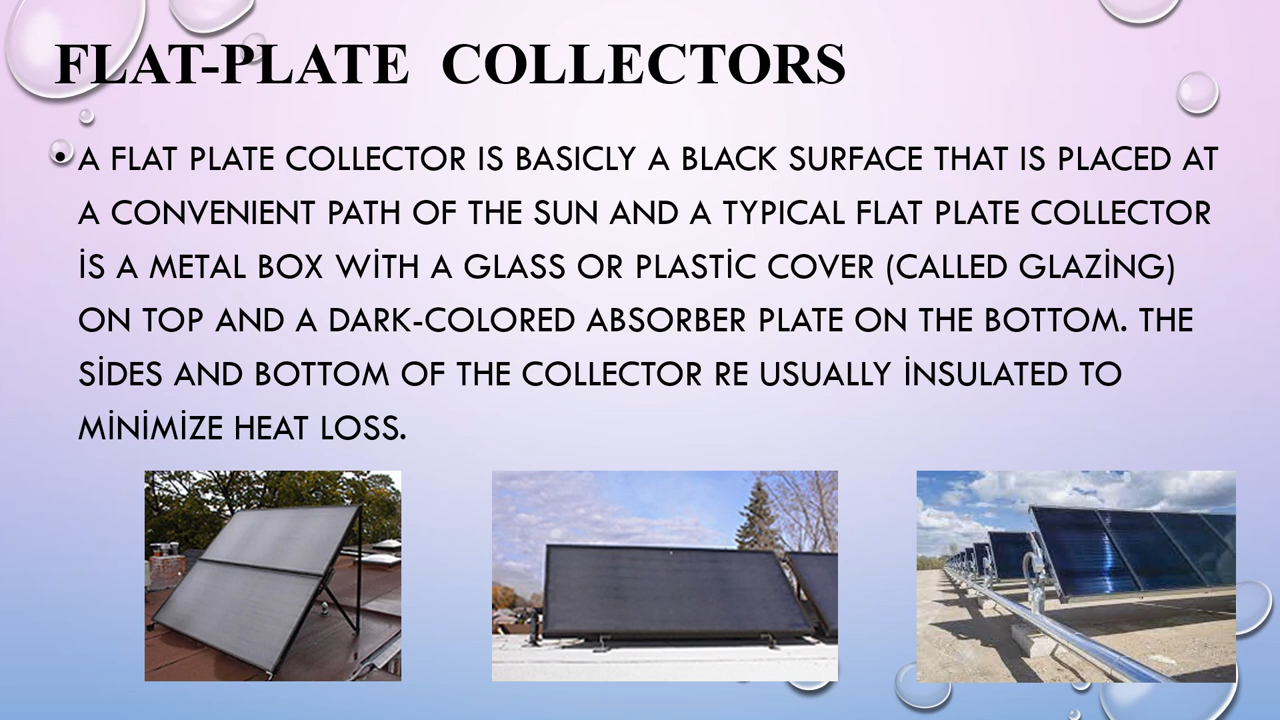 FLAT-PLATE COLLECTORS
• A FLAT PLATE COLLECTOR IS BASICLY A BLACK SURFACE THAT IS PLACED AT
A CONVENIENT PATH OF THE SUN AND A TYPICAL FLAT PLATE COLLECTOR
İS A METAL BOX WİTH A GLASS OR PLASTİC COVER (CALLED GLAZİNG)
ON TOP AND A DARK-COLORED ABSORBER PLATE ON THE BOTTOM. THE
SİDES AND BOTTOM OF THE COLLECTOR RE USUALLY İNSULATED TO
MİNİMİZE HEAT LOSS.